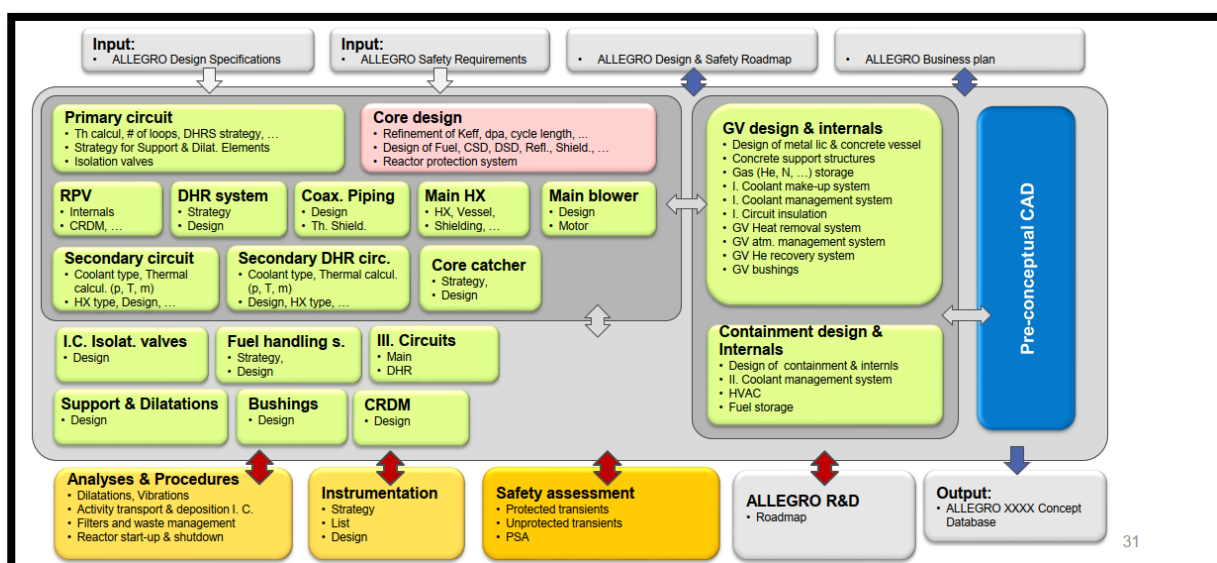 Input:
• ALLEGRO Design Specifications
Input:
• ALLEGRO Safety Requirements
• ALLEGRO Design & Safety Roadmap
• ALLEGRO Business plan
Primary circuit
• Th calcul, # of loops, DHRS strategy, …
• Strategy for Support & Dilat. Elements
• Isolation valves
Core design
• Refinement of Keff, dpa, cycle length, ...
• Design of Fuel, CSD, DSD, Refl., Shield., …
• Reactor protection system
RPV
• Internals
• CRDM, …
DHR system
• Strategy
• Design
Coax. Piping
• Design
• Th. Shield.
Main HX
• HX, Vessel,
• Shielding, …
Main blower
• Design
• Motor
Secondary circuit
• Coolant type, Thermal
calcul. (p, T, m)
• HX type, Design, …
Secondary DHR circ.
• Coolant type, Thermal calcul.
(p, T, m)
• Design, HX type, …
Core catcher
• Strategy,
• Design
GV design & internals
• Design of metal lic & concrete vessel
• Concrete support structures
• Gas (He, N, …) storage
• I. Coolant make-up system
• I. Coolant management system
• I. Circuit insulation
• GV Heat removal system
• GV atm. management system
• GV He recovery system
• GV bushings
Pre-conceptual CAD
I.C. Isolat. valves
• Design
Fuel handling s.
• Strategy,
• Design
III. Circuits
• Main
• DHR
Support & Dilatations
• Design
Bushings
• Design
CRDM
• Design
Containment design &
Internals
• Design of containment & internls
• II. Coolant management system
• HVAC
• Fuel storage
Analyses & Procedures
• Dilatations, Vibrations
• Activity transport & deposition I. C.
• Filters and waste management
• Reactor start-up & shutdown
Instrumentation
• Strategy
• List
• Design
Safety assessment
• Protected transients
• Unprotected transients
• PSA
ALLEGRO R&D
• Roadmap
Output:
• ALLEGRO XXXX Concept
Database
31